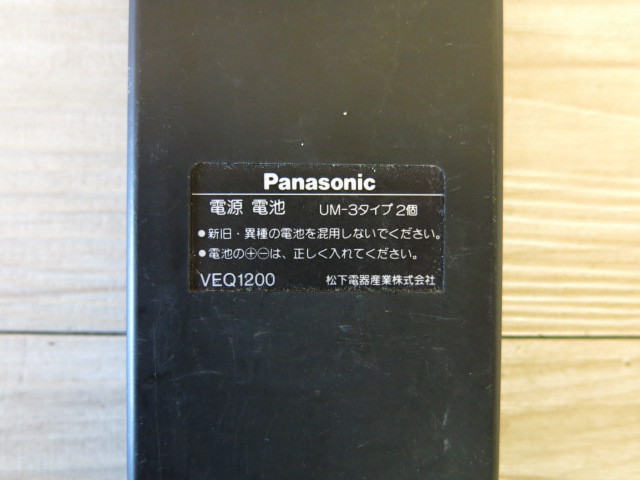 Panasonic
電源 電池 UM-3タイプ2個
●新旧・異種の電池を混用しないでください。
●電池の⊕⊖は、正しく入れてください。
VEQ1200 松下電器産業株式会社